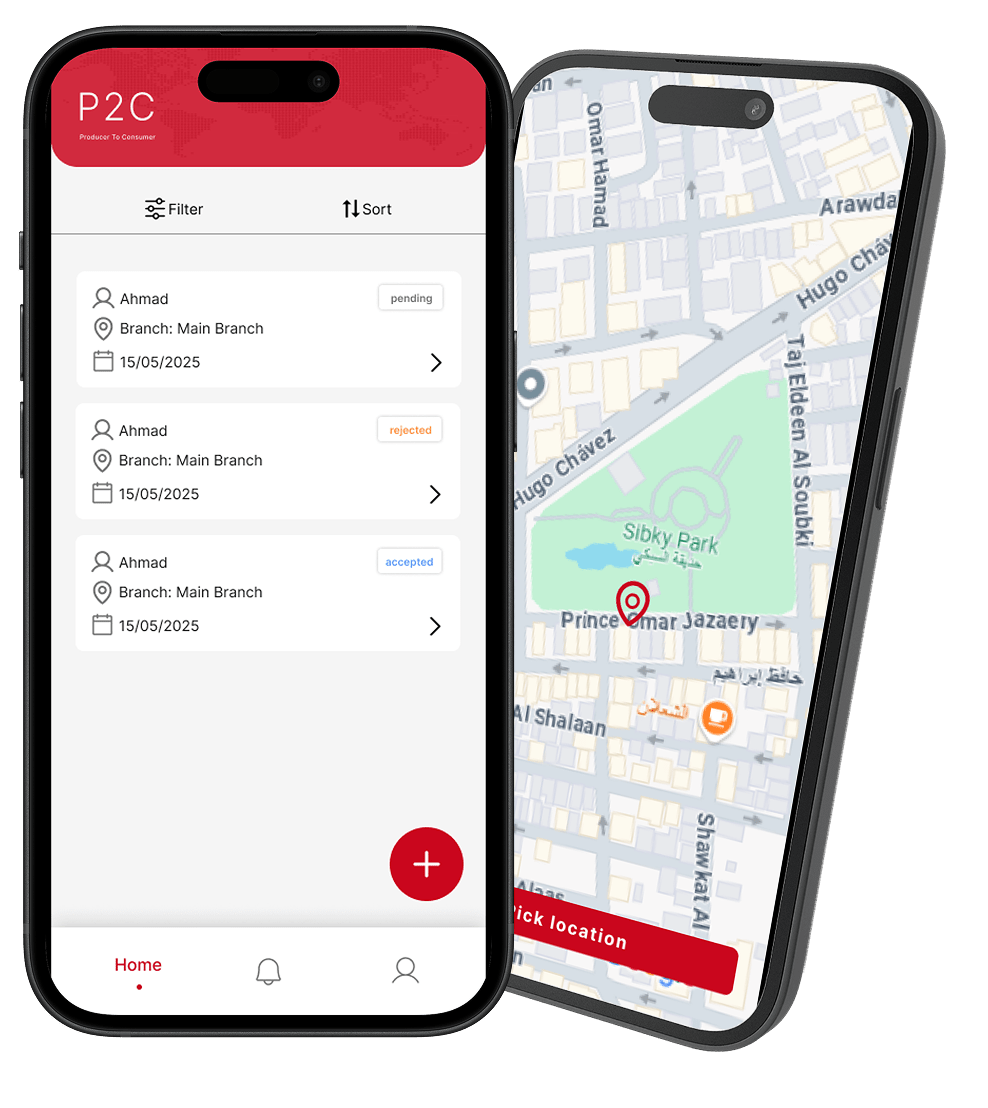 P2C
Producer To Consumer
Filter
Sort
Ahmad
pending
Branch: Main Branch
15/05/2025
Ahmad
rejected
Branch: Main Branch
15/05/2025
Ahmad
accepted
Branch: Main Branch
15/05/2025
Home
Omar Hamad
Arawda
Hugo Cháv
Taj Eldeen Al Soubki
Hugo Chávez
Sibky Park
حديقة السبكي
Prince Omar Jazaery
حافظ إبراهيم
الشعلان
Al Shalaan
Shawkat Al
Alaas
ick location